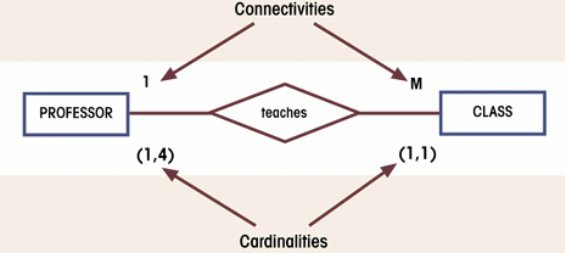 Connectivities
1
M
PROFESSOR
teaches
CLASS
(1,4)
(1,1)
Cardinalities